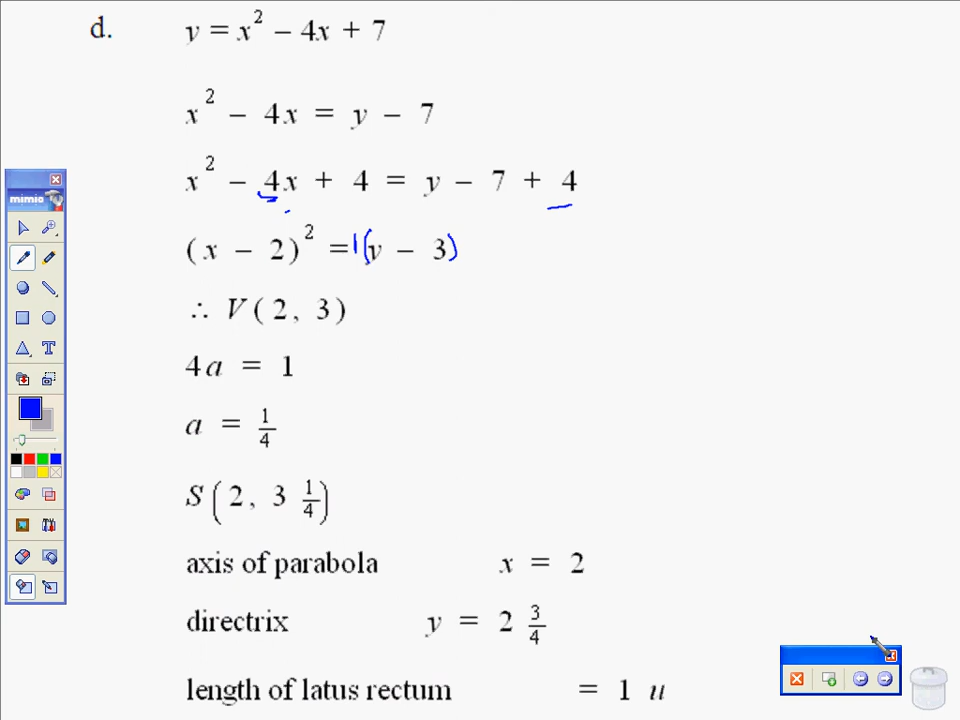 d. y = x² – 4x + 7
x² – 4x = y – 7
x² – 4x + 4 = y – 7 + 4
(x – 2)² = 1(y – 3)
∴ V(2, 3)
4a = 1
a = 1/4
mimio
S(2, 3 1/4)
axis of parabola x = 2
directrix y = 2 3/4
length of latus rectum = 1 u